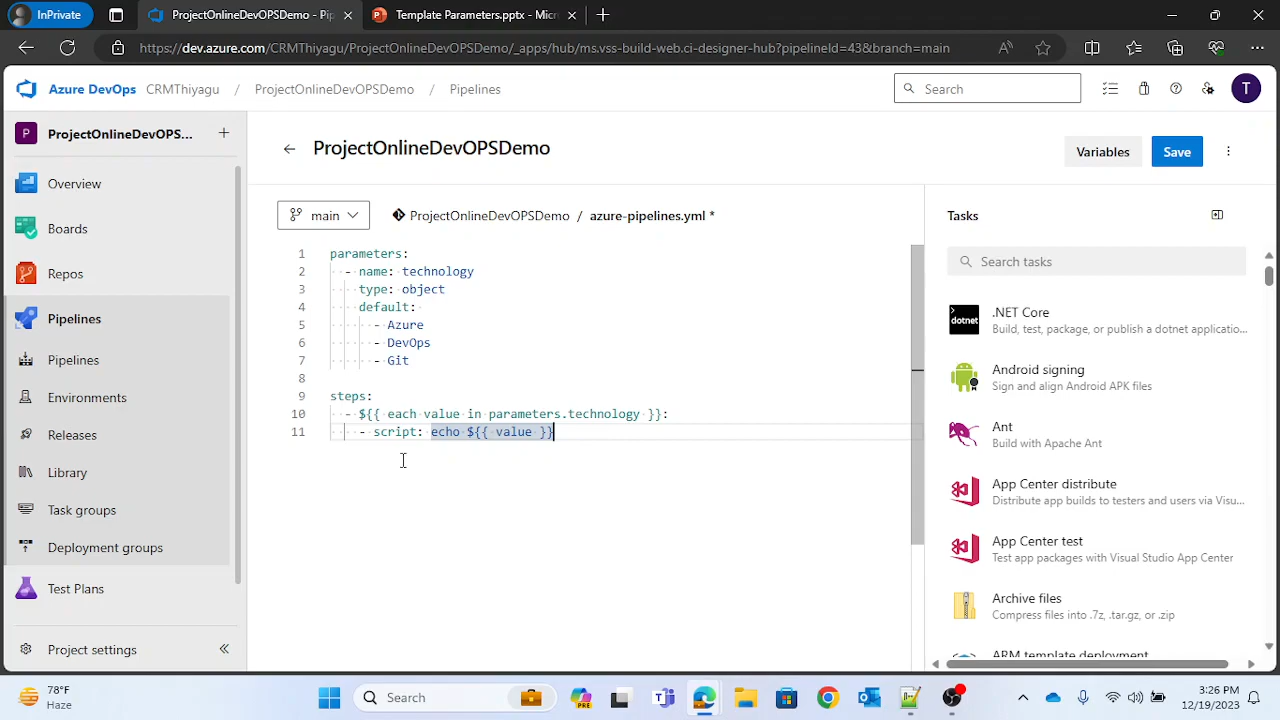 InPrivate
ProjectOnlineDevOPSDemo - Pip
Template Parameters.pptx - Micr
https://dev.azure.com/CRMThiyagu/ProjectOnlineDevOPSDemo/_apps/hub/ms.vss-build-web.ci-designer-hub?pipelineId=43&branch=main
Azure DevOps
CRMThiyagu
/
ProjectOnlineDevOPSDemo
/
Pipelines
Search
T
P
ProjectOnlineDevOPS...
Overview
Boards
Repos
Pipelines
Pipelines
Environments
Releases
Library
Task groups
Deployment groups
Test Plans
Project settings
ProjectOnlineDevOPSDemo
Variables
Save
main
ProjectOnlineDevOPSDemo / azure-pipelines.yml *
1 parameters:
2 - name: technology
3 type: object
4 default:
5 - Azure
6 - DevOps
7 - Git
8
9 steps:
10 - ${{ each value in parameters.technology }}:
11 - script: echo ${{ value }}
Tasks
Search tasks
dotnet
.NET Core
Build, test, package, or publish a dotnet applicatio...
Android signing
Sign and align Android APK files
Ant
Build with Apache Ant
App Center distribute
Distribute app builds to testers and users via Visu...
App Center test
Test app packages with Visual Studio App Center
Archive files
Compress files into .7z, .tar.gz, or .zip
ARM template deployment
78°F
Haze
Search
PRE
3:26 PM
12/19/2023